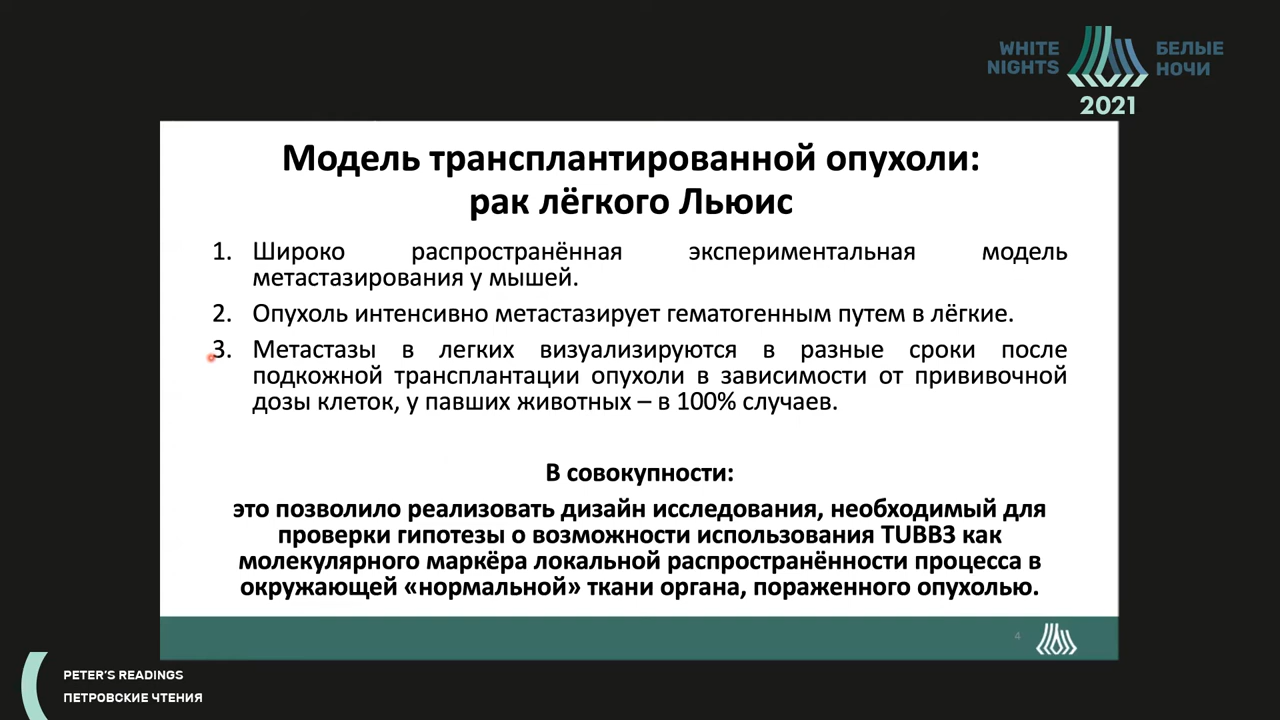 WHITE NIGHTS
БЕЛЫЕ НОЧИ
2021
Модель трансплантированной опухоли:
рак лёгкого Льюис
1. Широко распространённая экспериментальная модель
метастазирования у мышей.
2. Опухоль интенсивно метастазирует гематогенным путем в лёгкие.
3. Метастазы в легких визуализируются в разные сроки после
подкожной трансплантации опухоли в зависимости от прививочной
дозы клеток, у павших животных – в 100% случаев.
В совокупности:
это позволило реализовать дизайн исследования, необходимый для
проверки гипотезы о возможности использования TUBB3 как
молекулярного маркёра локальной распространённости процесса в
окружающей «нормальной» ткани органа, пораженного опухолью.
4
PETER'S READINGS
ПЕТРОВСКИЕ ЧТЕНИЯ